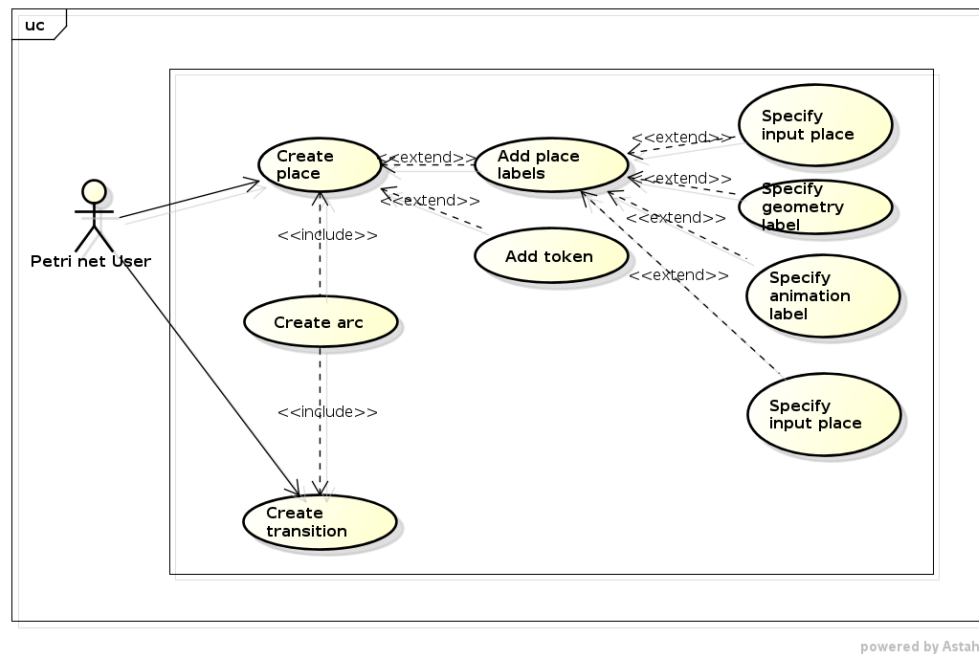 uc
Specify
input place
Create
place
<<extend>>
Add place
labels
<<extend>>
<<extend>>
Specify
geometry
label
<<extend>>
<<extend>>
Petri net User
<<include>>
Add token
<<extend>>
Specify
animation
label
Create arc
<<include>>
Specify
input place
Create
transition
powered by Astah